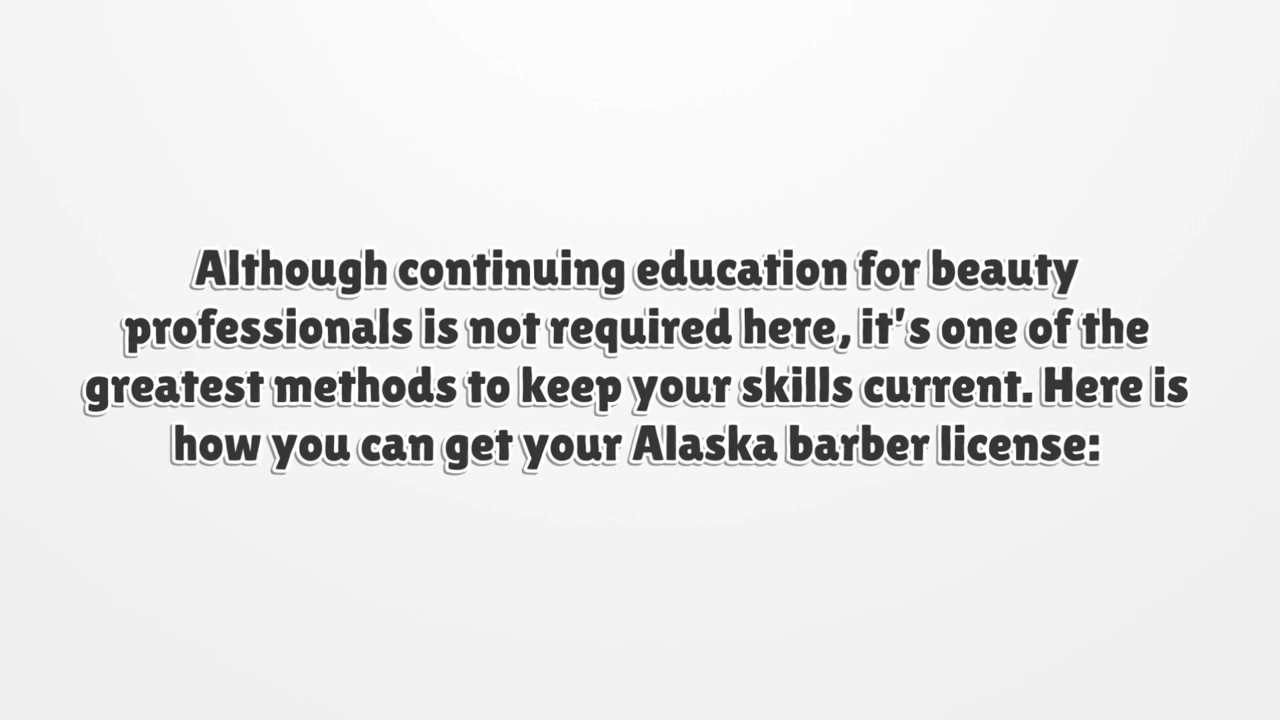 Although continuing education for beauty
professionals is not required here, it's one of the
greatest methods to keep your skills current. Here is
how you can get your Alaska barber license: